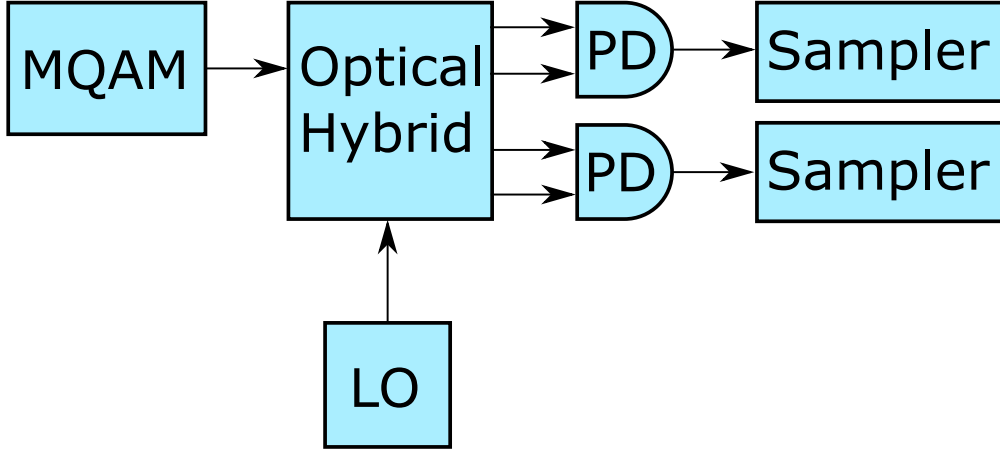 MQAM
Optical
Hybrid
PD
Sampler
PD
Sampler
LO